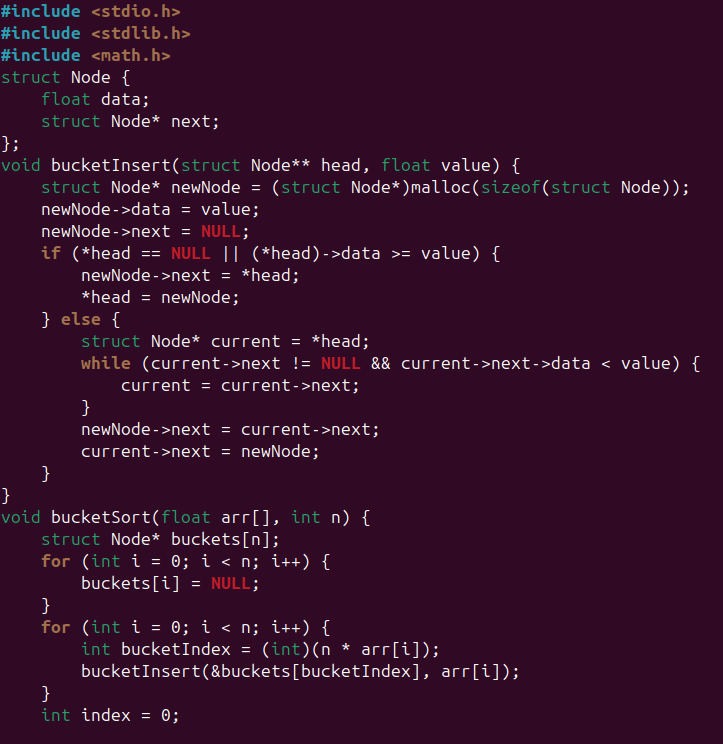 #include <stdio.h>
#include <stdlib.h>
#include <math.h>
struct Node {
    float data;
    struct Node* next;
};
void bucketInsert(struct Node** head, float value) {
    struct Node* newNode = (struct Node*)malloc(sizeof(struct Node));
    newNode->data = value;
    newNode->next = NULL;
    if (*head == NULL || (*head)->data >= value) {
        newNode->next = *head;
        *head = newNode;
    } else {
        struct Node* current = *head;
        while (current->next != NULL && current->next->data < value) {
            current = current->next;
        }
        newNode->next = current->next;
        current->next = newNode;
    }
}
void bucketSort(float arr[], int n) {
    struct Node* buckets[n];
    for (int i = 0; i < n; i++) {
        buckets[i] = NULL;
    }
    for (int i = 0; i < n; i++) {
        int bucketIndex = (int)(n * arr[i]);
        bucketInsert(&buckets[bucketIndex], arr[i]);
    }
    int index = 0;